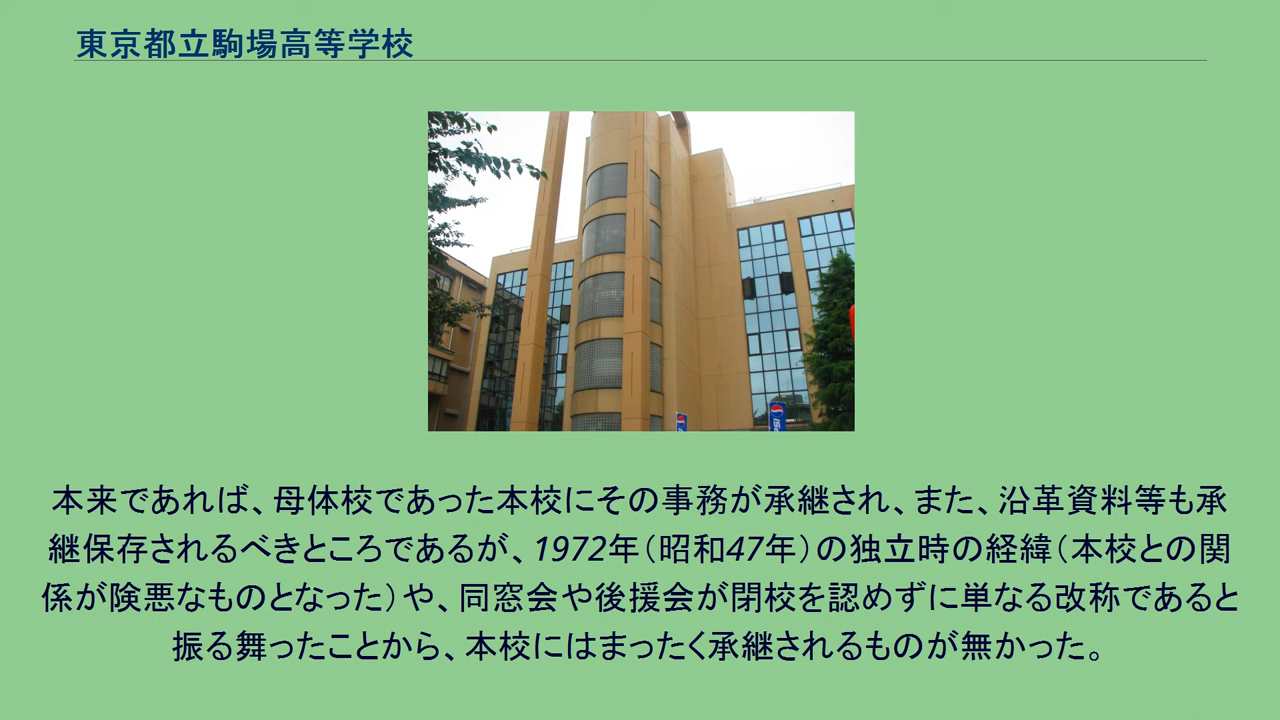 東京都立駒場高等学校
本来であれば、母体校であった本校にその事務が承継され、また、沿革資料等も承
継保存されるべきところであるが、1972年（昭和47年）の独立時の経緯（本校との関
係が険悪なものとなった）や、同窓会や後援会が閉校を認めずに単なる改称であると
振る舞ったことから、本校にはまったく承継されるものが無かった。